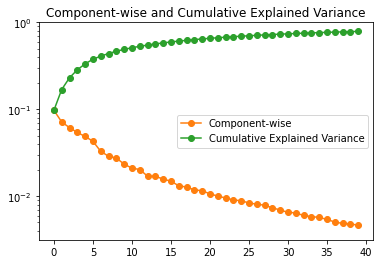 Component-wise and Cumulative Explained Variance
10⁰
10⁻¹
10⁻²
Component-wise
Cumulative Explained Variance
0 5 10 15 20 25 30 35 40